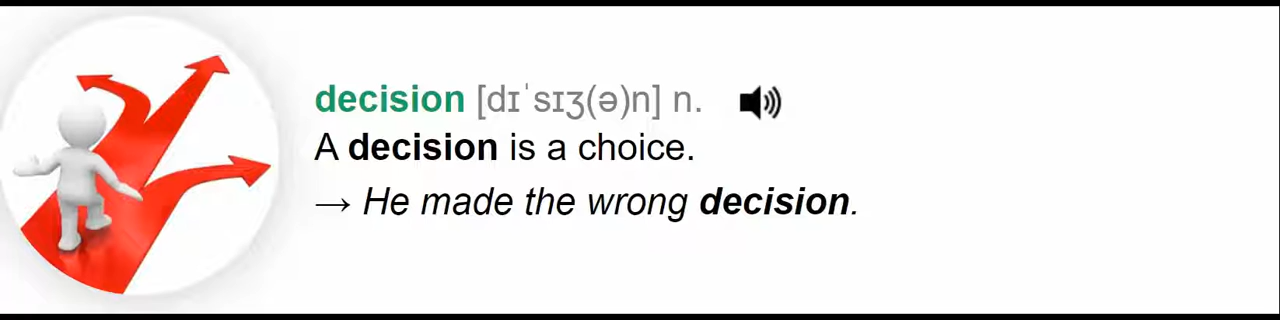 decision [dɪˈsɪʒ(ə)n] n.
A decision is a choice.
→ He made the wrong decision.